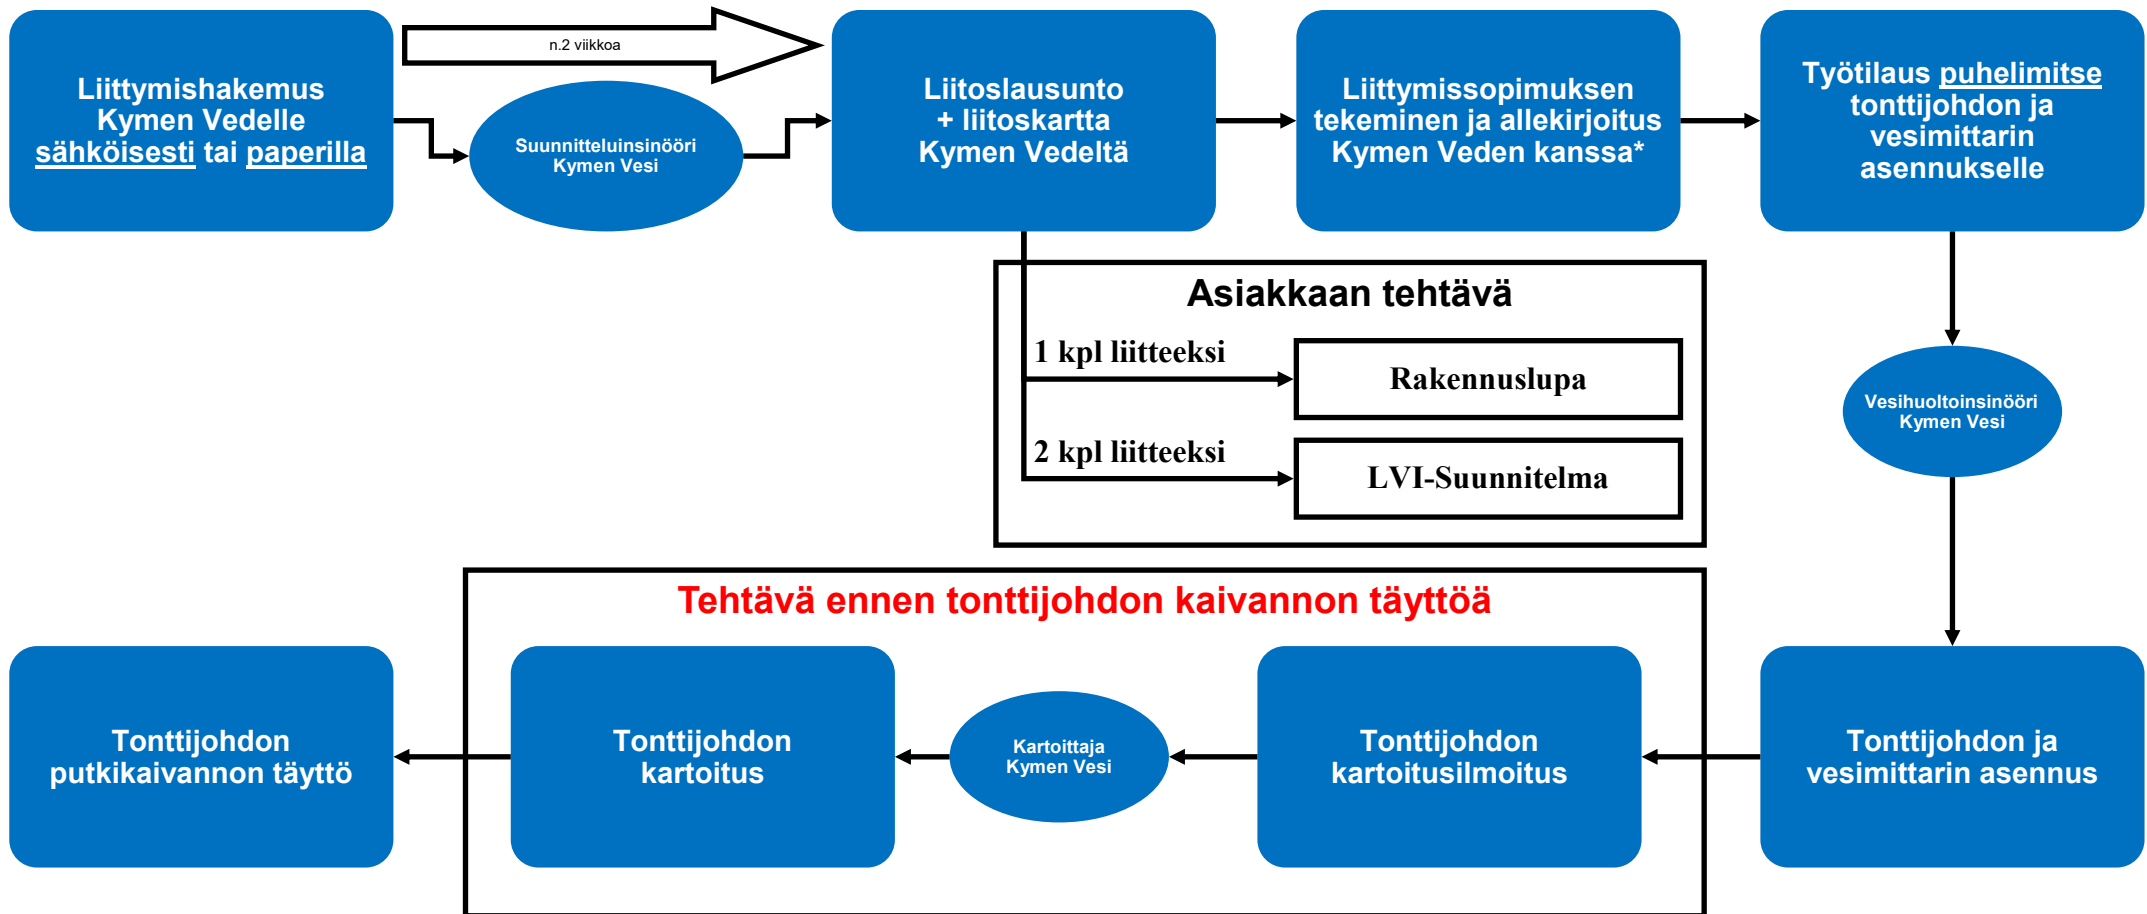 Liittymishakemus
Kymen Vedelle
sähköisesti tai paperilla
n.2 viikkoa
Suunnitteluinsinööri
Kymen Vesi
Liitoslausunto
+ liitoskartta
Kymen Vedeltä
Liittymissopimuksen
tekeminen ja allekirjoitus
Kymen Veden kanssa*
Työtilaus puhelimitse
tonttijohdon ja
vesimittarin
asennukselle
Asiakkaan tehtävä
1 kpl liitteeksi
Rakennuslupa
2 kpl liitteeksi
LVI-Suunnitelma
Vesihuoltoinsinööri
Kymen Vesi
Tehtävä ennen tonttijohdon kaivannon täyttöä
Tonttijohdon ja
vesimittarin asennus
Tonttijohdon
kartoitusilmoitus
Kartoittaja
Kymen Vesi
Tonttijohdon
kartoitus
Tonttijohdon
putkikaivannon täyttö